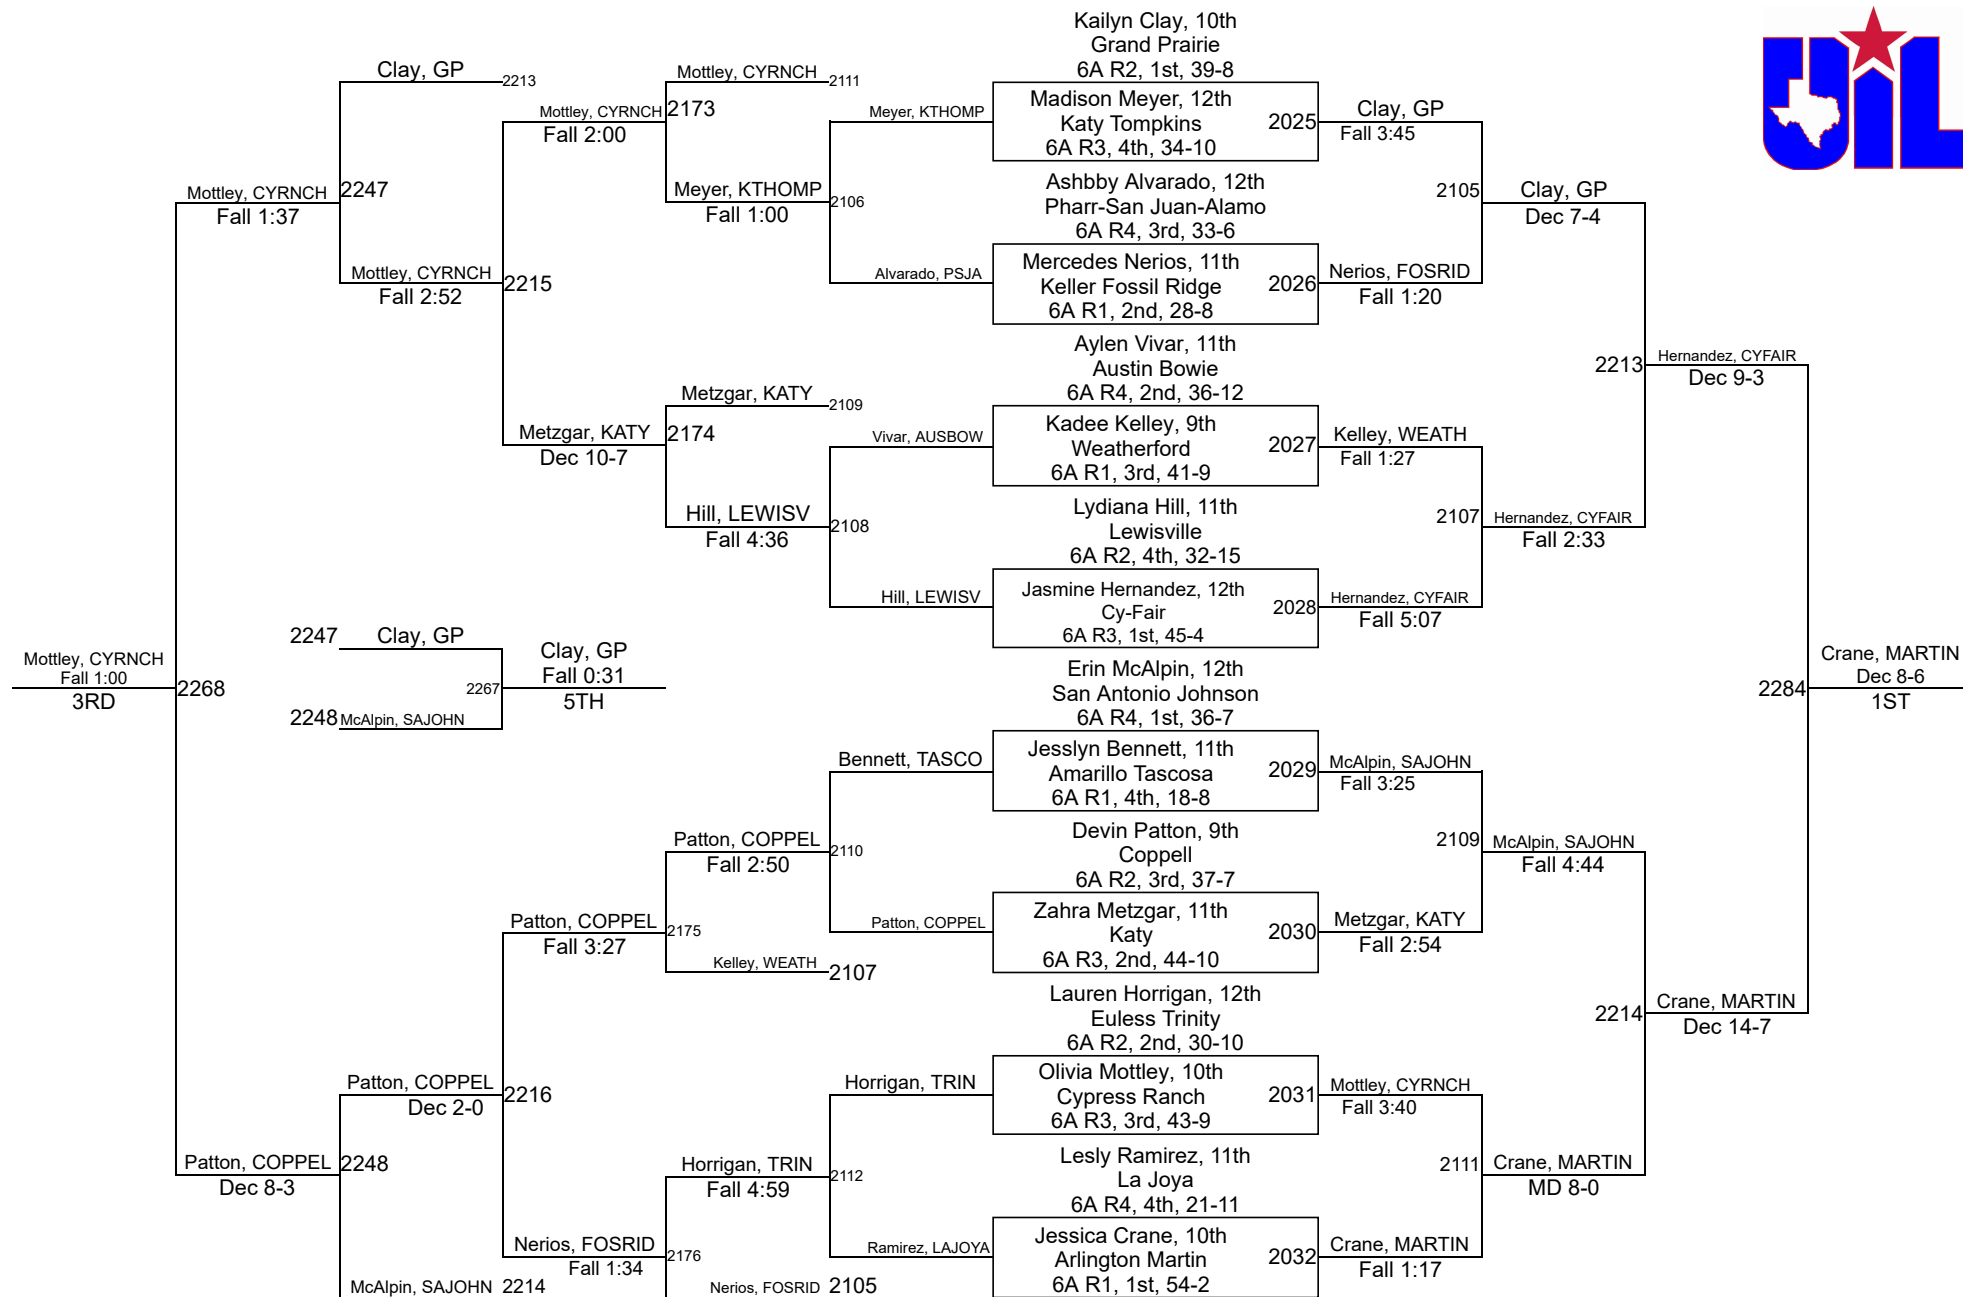 Kailyn Clay, 10th
Grand Prairie
6A R2, 1st, 39-8
UIL
Clay, GP
2213
Mottley, CYRNCH
2111
Mottley, CYRNCH
2173
Fall 2:00
Meyer, KTHOMP
Madison Meyer, 12th
Katy Tompkins
6A R3, 4th, 34-10
2025
Clay, GP
Fall 3:45
Mottley, CYRNCH
2247
Fall 1:37
Meyer, KTHOMP
2106
Fall 1:00
Ashbby Alvarado, 12th
Pharr-San Juan-Alamo
6A R4, 3rd, 33-6
2105
Clay, GP
Dec 7-4
Mottley, CYRNCH
2215
Fall 2:52
Alvarado, PSJA
Mercedes Nerios, 11th
Keller Fossil Ridge
6A R1, 2nd, 28-8
2026
Nerios, FOSRID
Fall 1:20
Aylen Vivar, 11th
Austin Bowie
6A R4, 2nd, 36-12
2213
Hernandez, CYFAIR
Dec 9-3
Metzgar, KATY
2109
Metzgar, KATY
2174
Dec 10-7
Vivar, AUSBOW
Kadee Kelley, 9th
Weatherford
6A R1, 3rd, 41-9
2027
Kelley, WEATH
Fall 1:27
Hill, LEWISV
2108
Fall 4:36
Lydiana Hill, 11th
Lewisville
6A R2, 4th, 32-15
2107
Hernandez, CYFAIR
Fall 2:33
Hill, LEWISV
Jasmine Hernandez, 12th
Cy-Fair
6A R3, 1st, 45-4
2028
Hernandez, CYFAIR
Fall 5:07
2247
Clay, GP
Clay, GP
Fall 0:31
5TH
2267
2248
McAlpin, SAJOHN
Mottley, CYRNCH
Fall 1:00
3RD
2268
Erin McAlpin, 12th
San Antonio Johnson
6A R4, 1st, 36-7
2284
Crane, MARTIN
Dec 8-6
1ST
Bennett, TASCO
Jesslyn Bennett, 11th
Amarillo Tascosa
6A R1, 4th, 18-8
2029
McAlpin, SAJOHN
Fall 3:25
Patton, COPPEL
2110
Fall 2:50
Devin Patton, 9th
Coppell
6A R2, 3rd, 37-7
2109
McAlpin, SAJOHN
Fall 4:44
Patton, COPPEL
2175
Fall 3:27
Patton, COPPEL
Zahra Metzgar, 11th
Katy
6A R3, 2nd, 44-10
2030
Metzgar, KATY
Fall 2:54
Kelley, WEATH
2107
Lauren Horrigan, 12th
Euless Trinity
6A R2, 2nd, 30-10
2214
Crane, MARTIN
Dec 14-7
Patton, COPPEL
2216
Dec 2-0
Horrigan, TRIN
Olivia Mottley, 10th
Cypress Ranch
6A R3, 3rd, 43-9
2031
Mottley, CYRNCH
Fall 3:40
Patton, COPPEL
2248
Dec 8-3
Horrigan, TRIN
2112
Fall 4:59
Lesly Ramirez, 11th
La Joya
6A R4, 4th, 21-11
2111
Crane, MARTIN
MD 8-0
Nerios, FOSRID
2176
Fall 1:34
Ramirez, LAJOYA
Jessica Crane, 10th
Arlington Martin
6A R1, 1st, 54-2
2032
Crane, MARTIN
Fall 1:17
McAlpin, SAJOHN
2214
Nerios, FOSRID
2105